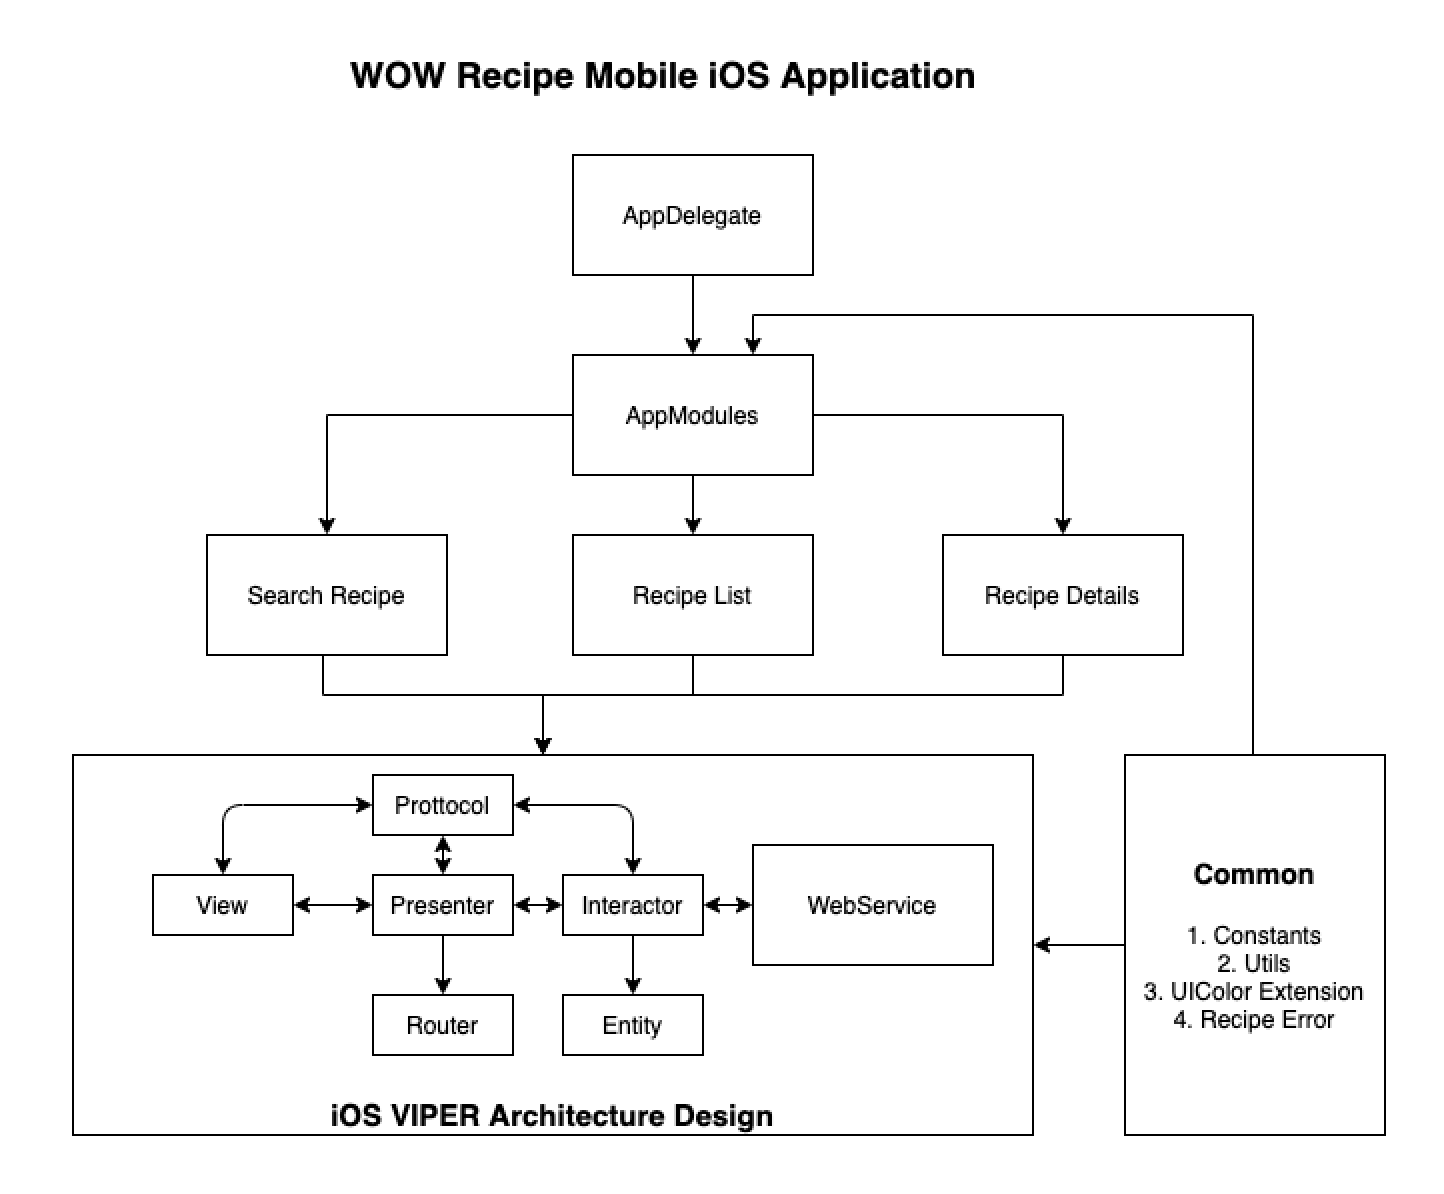 WOW Recipe Mobile iOS Application
AppDelegate
AppModules
Search Recipe
Recipe List
Recipe Details
Prottocol
View
Presenter
Interactor
WebService
Router
Entity
iOS VIPER Architecture Design
Common
1. Constants
2. Utils
3. UIColor Extension
4. Recipe Error